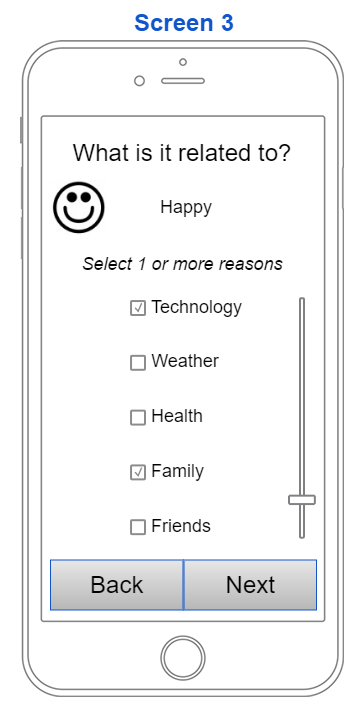 Screen 3
What is it related to?
Happy
Select 1 or more reasons
Technology
Weather
Health
Family
Friends
Back Next